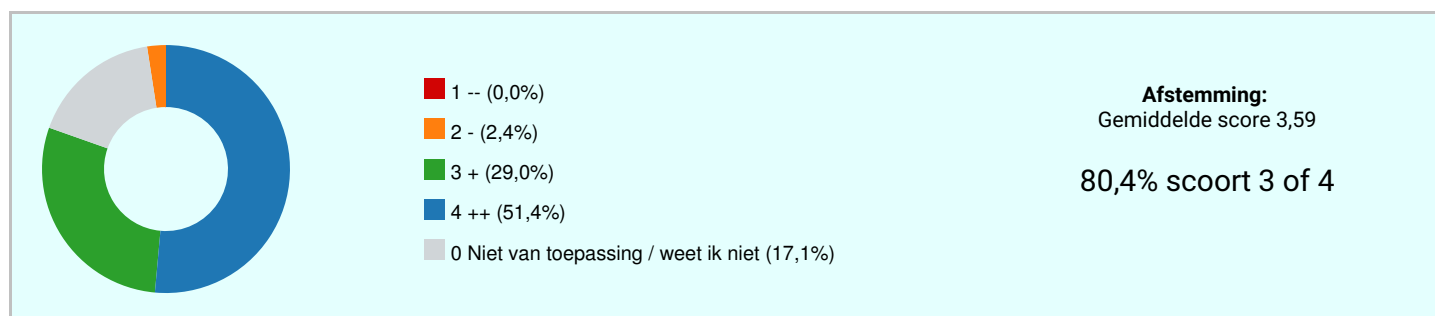 1 -- (0,0%)
2 - (2,4%)
3 + (29,0%)
4 ++ (51,4%)
0 Niet van toepassing / weet ik niet (17,1%)
Afstemming:
Gemiddelde score 3,59
80,4% scoort 3 of 4